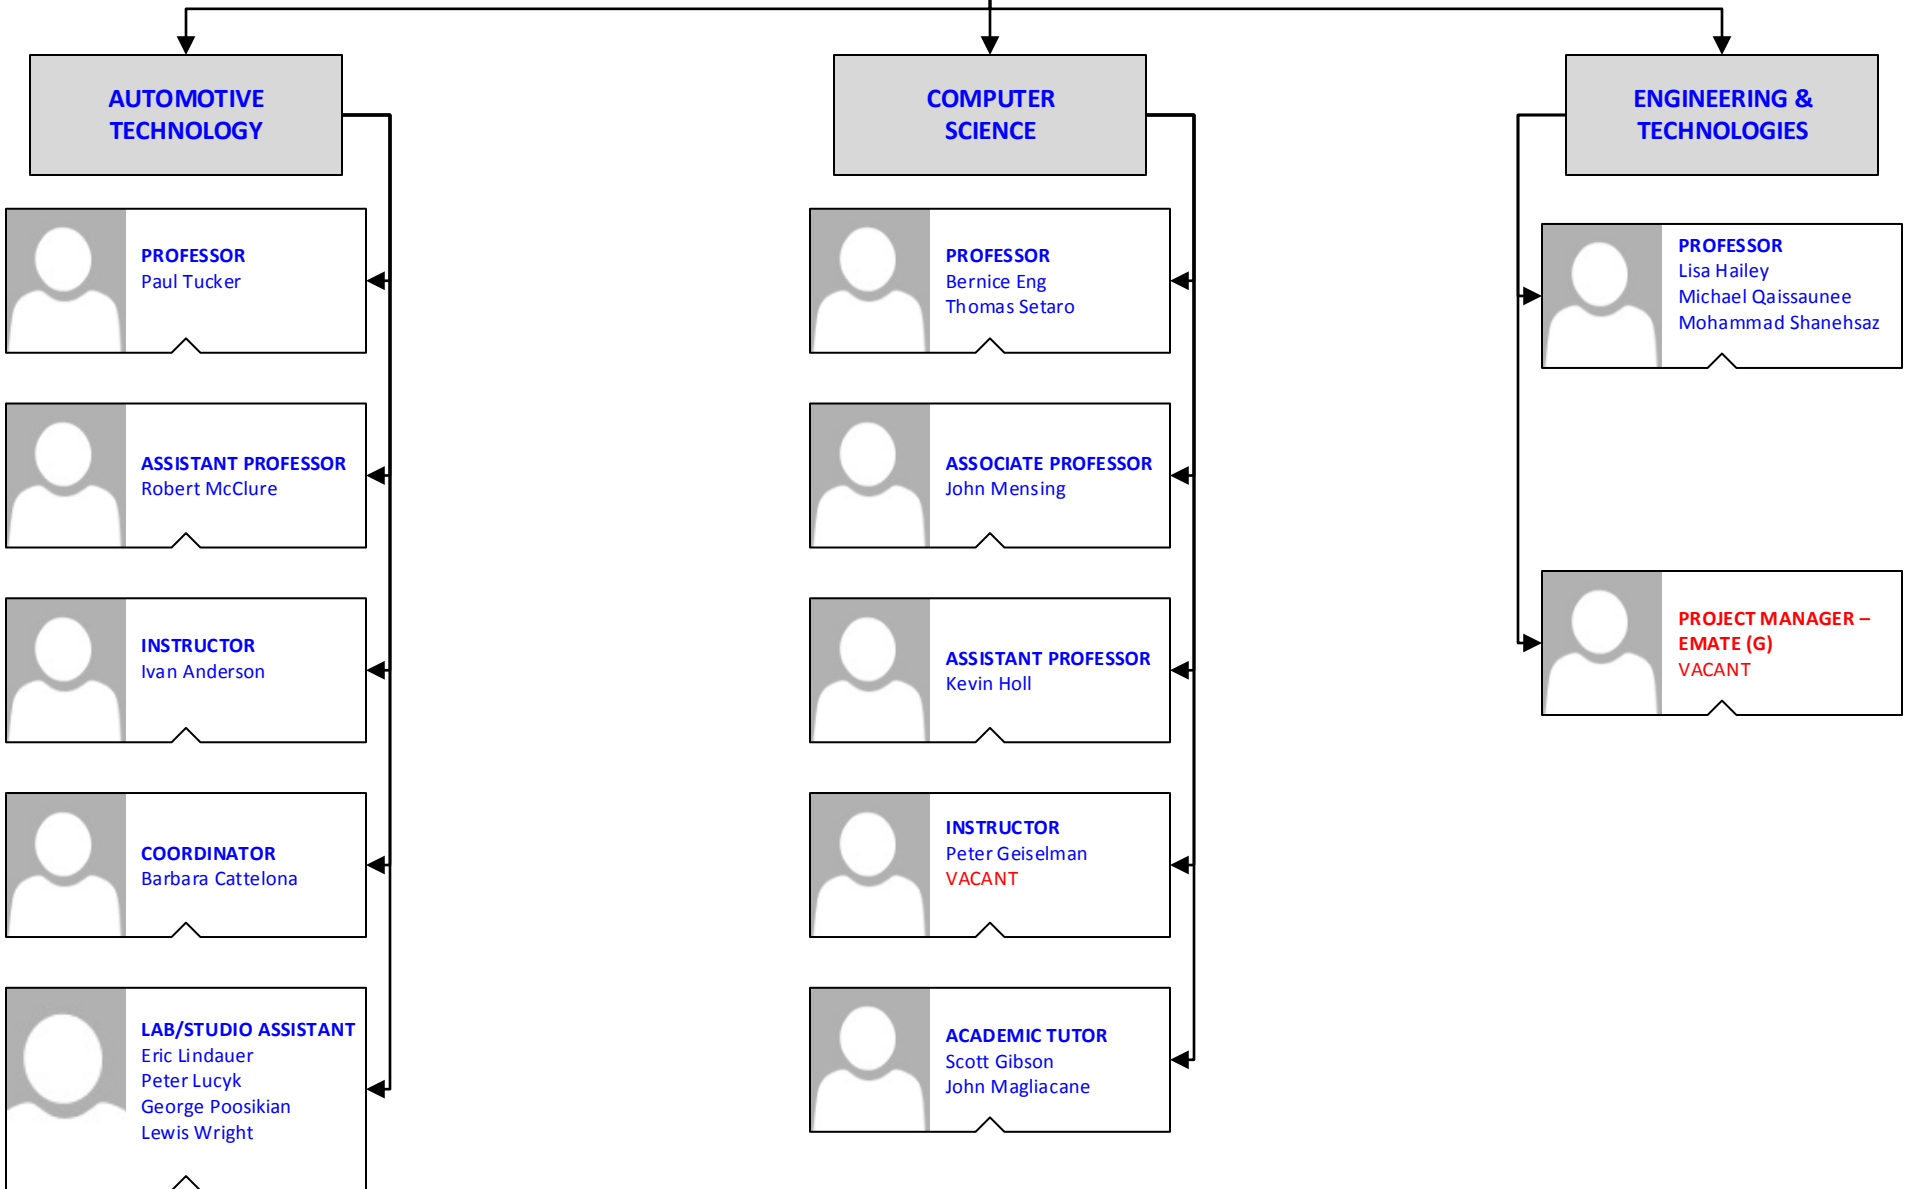 AUTOMOTIVE
TECHNOLOGY
PROFESSOR
Paul Tucker
ASSISTANT PROFESSOR
Robert McClure
INSTRUCTOR
Ivan Anderson
COORDINATOR
Barbara Cattelona
LAB/STUDIO ASSISTANT
Eric Lindauer
Peter Lucyk
George Poosikian
Lewis Wright
COMPUTER
SCIENCE
PROFESSOR
Bernice Eng
Thomas Setaro
ASSOCIATE PROFESSOR
John Mensing
ASSISTANT PROFESSOR
Kevin Holl
INSTRUCTOR
Peter Geiselman
VACANT
ACADEMIC TUTOR
Scott Gibson
John Magliacane
ENGINEERING &
TECHNOLOGIES
PROFESSOR
Lisa Hailey
Michael Qaissaunee
Mohammad Shanehsaz
PROJECT MANAGER –
EMATE (G)
VACANT